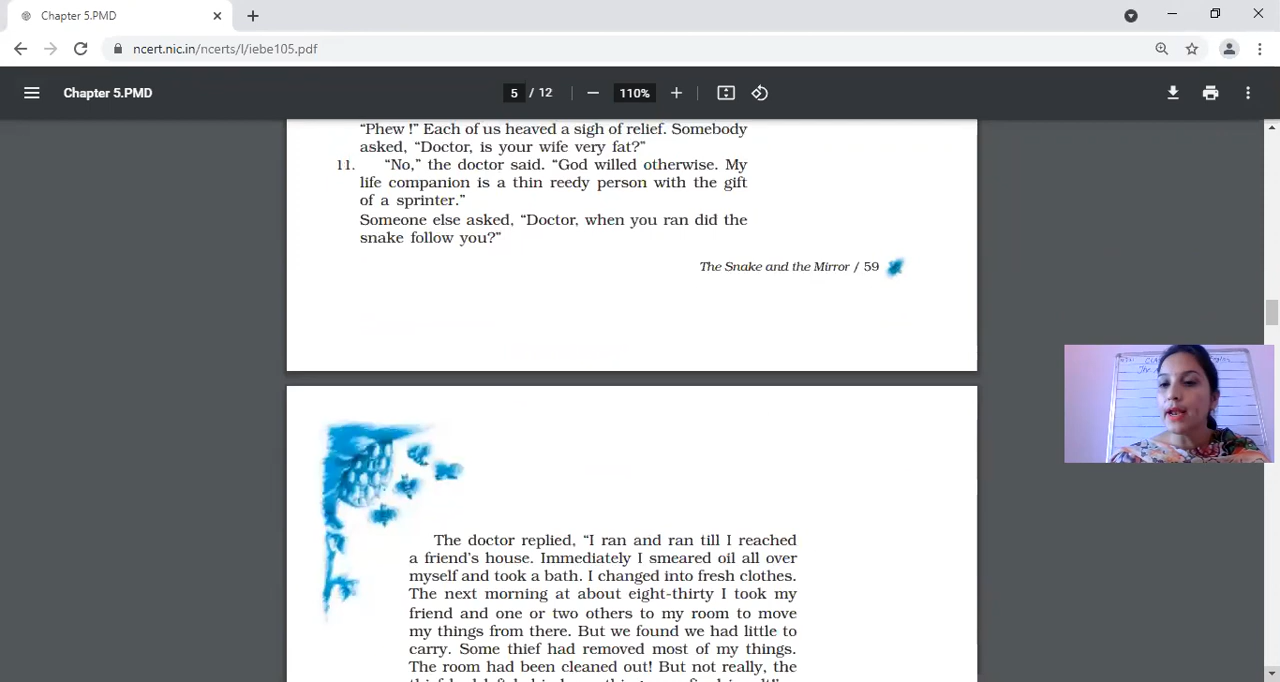 Chapter 5.PMD
ncert.nic.in/ncerts/l/iebe105.pdf
Chapter 5.PMD
5 / 12
110%
“Phew !” Each of us heaved a sigh of relief. Somebody
asked, “Doctor, is your wife very fat?”
11. “No,” the doctor said. “God willed otherwise. My
life companion is a thin reedy person with the gift
of a sprinter.”
Someone else asked, “Doctor, when you ran did the
snake follow you?”
The Snake and the Mirror / 59
The doctor replied, “I ran and ran till I reached
a friend’s house. Immediately I smeared oil all over
myself and took a bath. I changed into fresh clothes.
The next morning at about eight-thirty I took my
friend and one or two others to my room to move
my things from there. But we found we had little to
carry. Some thief had removed most of my things.
The room had been cleaned out! But not really, the